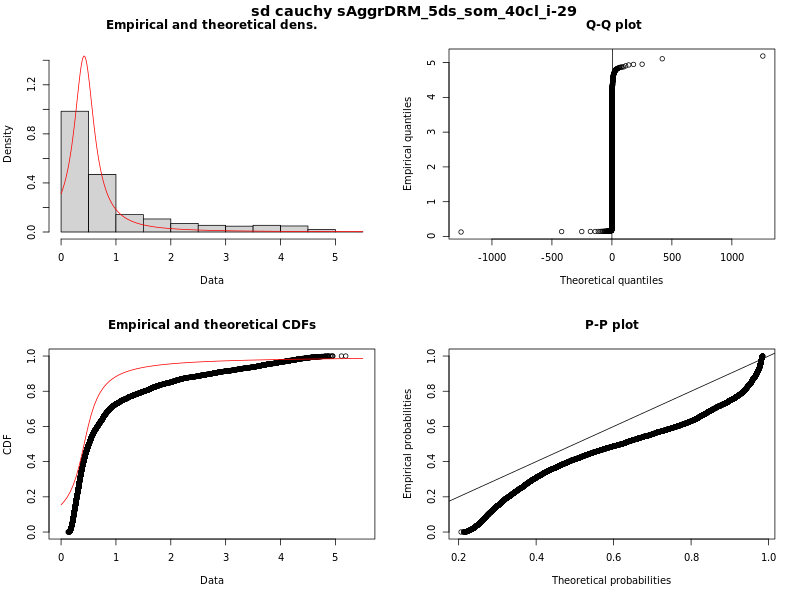 sd cauchy sAggrDRM_5ds_som_40cl_i-29
Empirical and theoretical dens.
Density
0.0 0.4 0.8 1.2
0 1 2 3 4 5
Data
Q-Q plot
Empirical quantiles
0 1 2 3 4 5
-1000 -500 0 500 1000
Theoretical quantiles
Empirical and theoretical CDFs
CDF
0.0 0.2 0.4 0.6 0.8 1.0
0 1 2 3 4 5
Data
P-P plot
Empirical probabilities
0.0 0.2 0.4 0.6 0.8 1.0
0.2 0.4 0.6 0.8 1.0
Theoretical probabilities